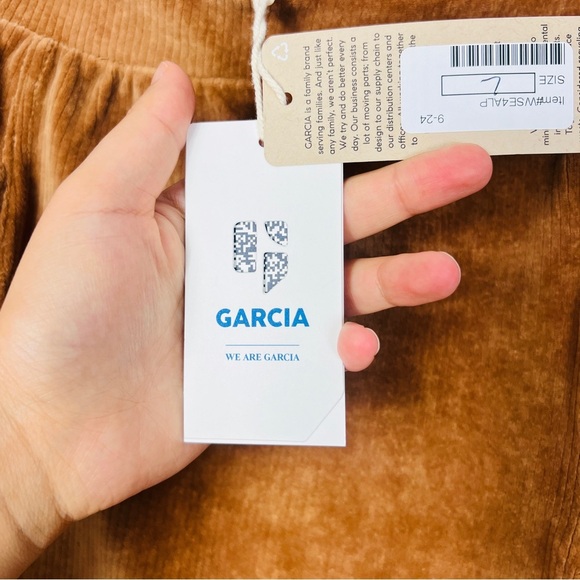 GARCIA
WE ARE GARCIA
GARCIA is a family brand
serving families. And just like
any family, we aren't perfect.
We try and do better every
day. Our business consists a
lot of moving parts; from
design to our supply chain to
our distribution centers and
to the
Item#WSE4ALP
SIZE
L
9-24